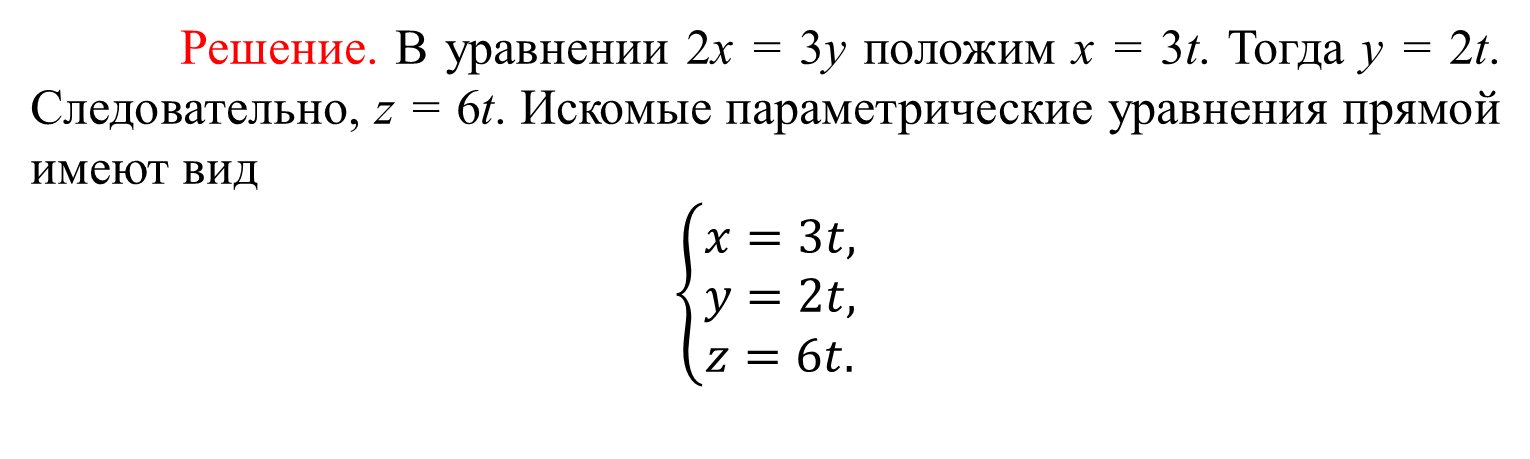 Решение. В уравнении 2x = 3y положим x = 3t. Тогда y = 2t.
Следовательно, z = 6t. Искомые параметрические уравнения прямой
имеют вид
x = 3t,
y = 2t,
z = 6t.